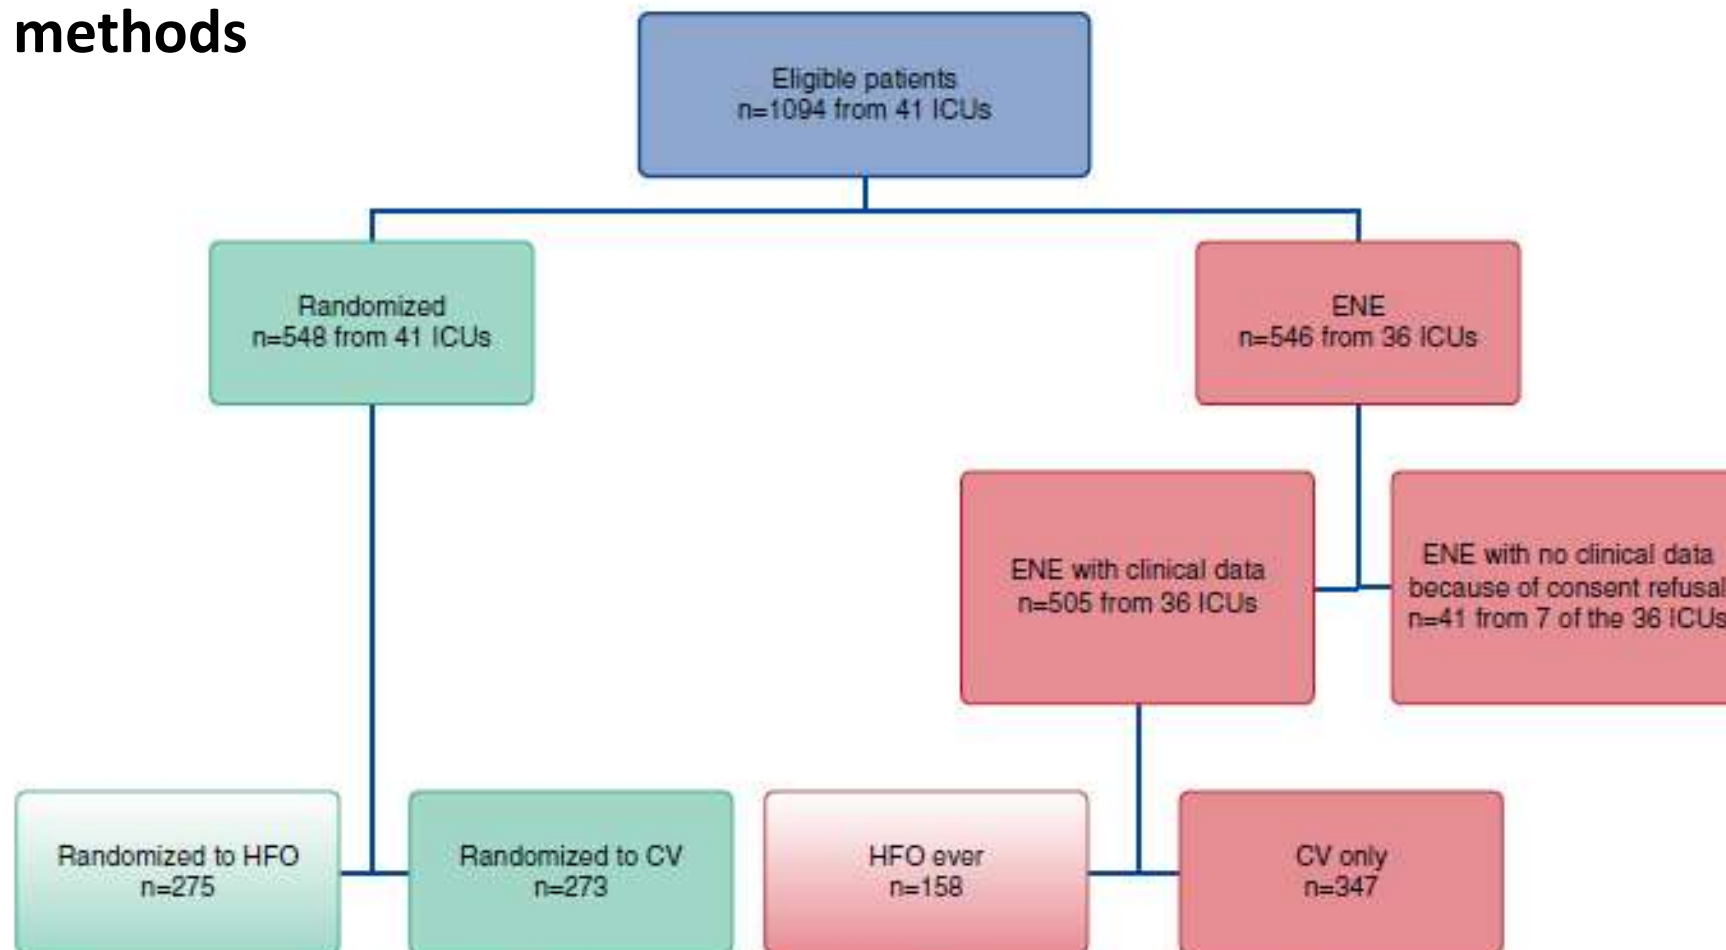 methods
Eligible patients
n=1094 from 41 ICUs
Randomized
n=548 from 41 ICUs
ENE
n=546 from 36 ICUs
ENE with clinical data
n=505 from 36 ICUs
ENE with no clinical data
because of consent refusal
n=41 from 7 of the 36 ICUs
Randomized to HFO
n=275
Randomized to CV
n=273
HFO ever
n=158
CV only
n=347